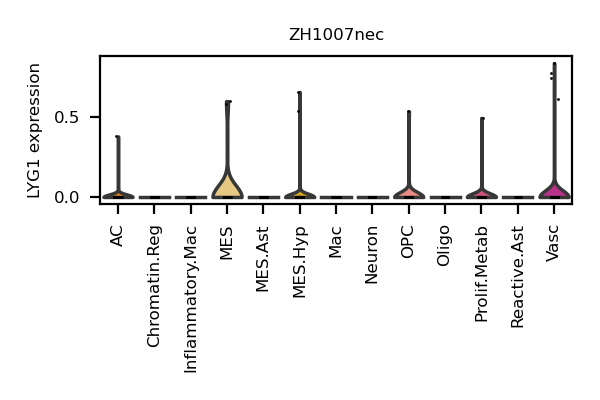 ZH1007nec
LYG1 expression
0.5
0.0
AC
Chromatin.Reg
Inflammatory.Mac
MES
MES.Ast
MES.Hyp
Mac
Neuron
OPC
Oligo
Prolif.Metab
Reactive.Ast
Vasc